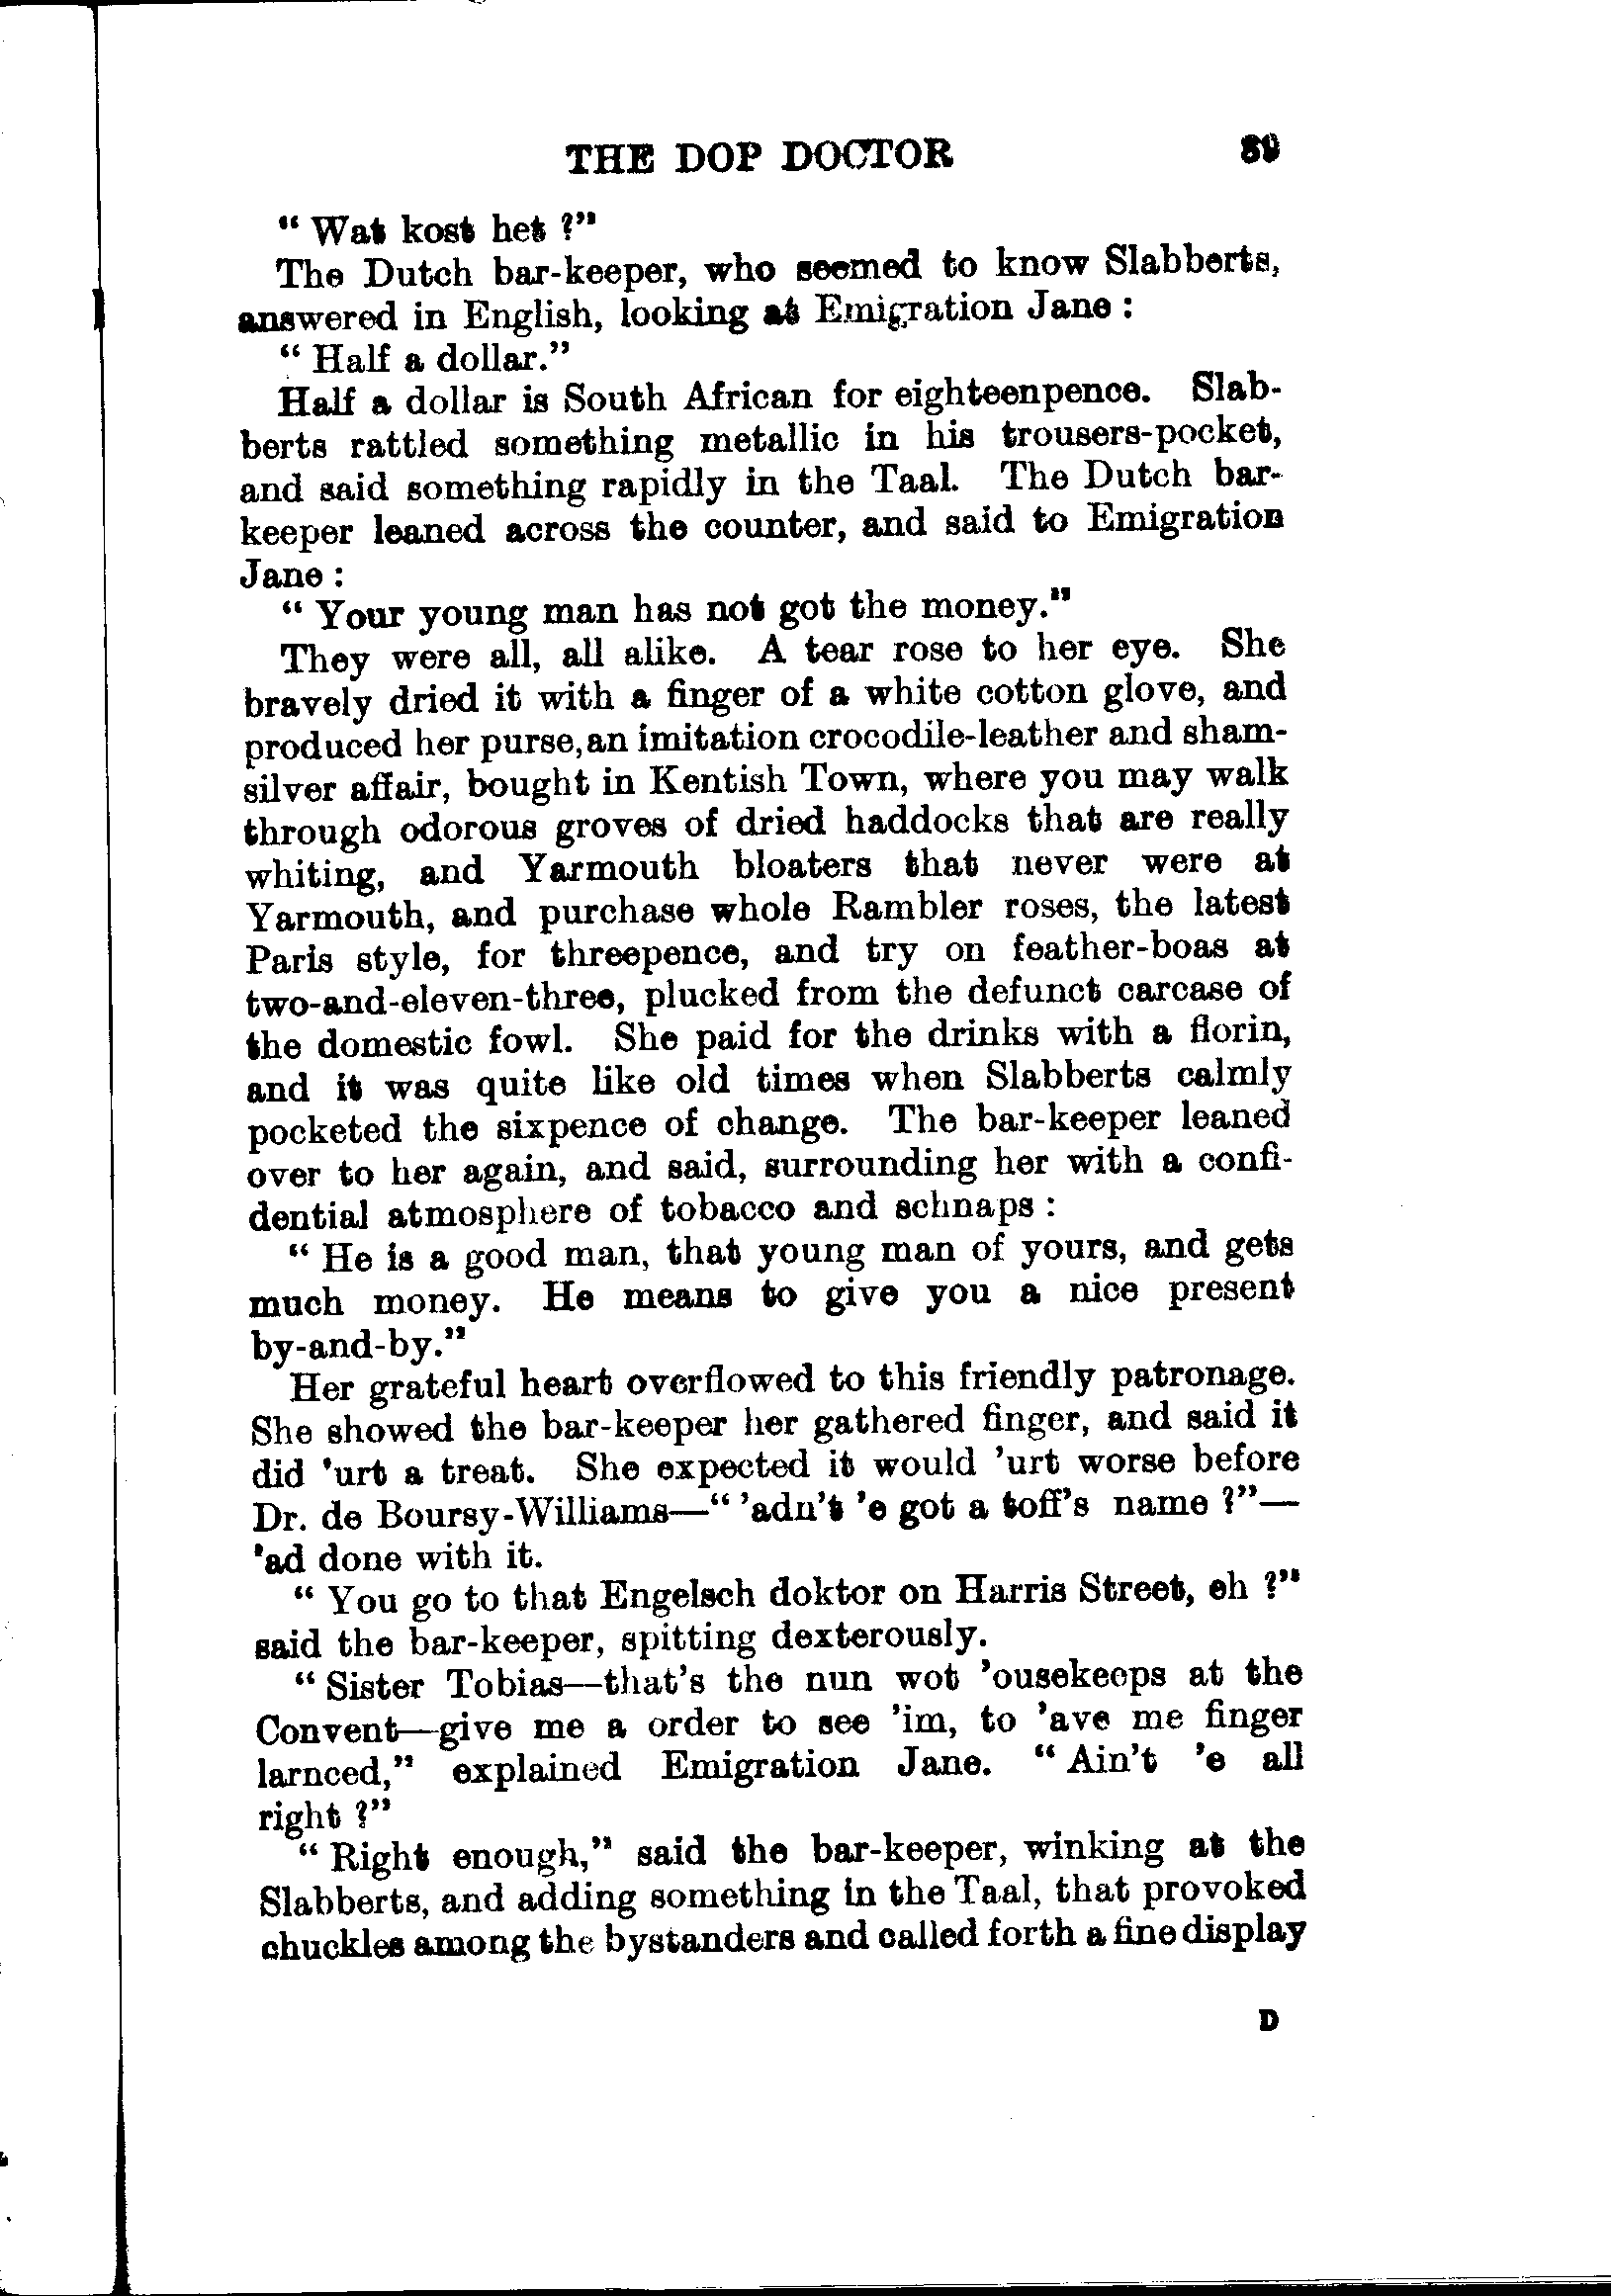 THE DOP DOCTOR 89
“ Wat kost het ?”
The Dutch bar-keeper, who seemed to know Slabberts,
answered in English, looking at Emigration Jane :
“ Half a dollar.”
Half a dollar is South African for eighteenpence. Slab-
berts rattled something metallic in his trousers-pocket,
and said something rapidly in the Taal. The Dutch bar-
keeper leaned across the counter, and said to Emigration
Jane :
“ Your young man has not got the money.”
They were all, all alike. A tear rose to her eye. She
bravely dried it with a finger of a white cotton glove, and
produced her purse, an imitation crocodile-leather and sham-
silver affair, bought in Kentish Town, where you may walk
through odorous groves of dried haddocks that are really
whiting, and Yarmouth bloaters that never were at
Yarmouth, and purchase whole Rambler roses, the latest
Paris style, for threepence, and try on feather-boas at
two-and-eleven-three, plucked from the defunct carcase of
the domestic fowl. She paid for the drinks with a florin,
and it was quite like old times when Slabberts calmly
pocketed the sixpence of change. The bar-keeper leaned
over to her again, and said, surrounding her with a confi-
dential atmosphere of tobacco and schnaps :
“ He is a good man, that young man of yours, and gets
much money. He means to give you a nice present
by-and-by.”
Her grateful heart overflowed to this friendly patronage.
She showed the bar-keeper her gathered finger, and said it
did ’urt a treat. She expected it would ’urt worse before
Dr. de Boursy-Williams—“ ’adn’t ’e got a toff’s name ?”—
’ad done with it.
“ You go to that Engelsch doktor on Harris Street, eh ?”
said the bar-keeper, spitting dexterously.
“ Sister Tobias—that’s the nun wot ’ousekeeps at the
Convent—give me a order to see ’im, to ’ave me finger
larnced,” explained Emigration Jane. “ Ain’t ’e all
right ?”
“ Right enough,” said the bar-keeper, winking at the
Slabberts, and adding something in the Taal, that provoked
chuckles among the bystanders and called forth a fine display
D